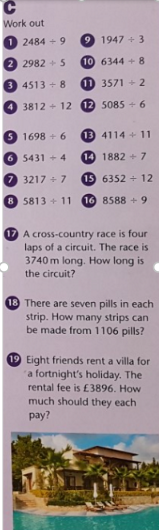 C
Work out
1 2484 ÷ 9 9 1947 ÷ 3
2 2982 ÷ 5 10 6344 ÷ 8
3 4513 ÷ 8 11 3571 ÷ 2
4 3812 ÷ 12 12 5085 ÷ 6
5 1698 ÷ 6 13 4114 ÷ 11
6 5431 ÷ 4 14 1882 ÷ 7
7 3217 ÷ 7 15 6352 ÷ 12
8 5813 ÷ 11 16 8588 ÷ 9
17 A cross-country race is four
laps of a circuit. The race is
3740 m long. How long is
the circuit?
18 There are seven pills in each
strip. How many strips can
be made from 1106 pills?
19 Eight friends rent a villa for
a fortnight's holiday. The
rental fee is £3896. How
much should they each
pay?